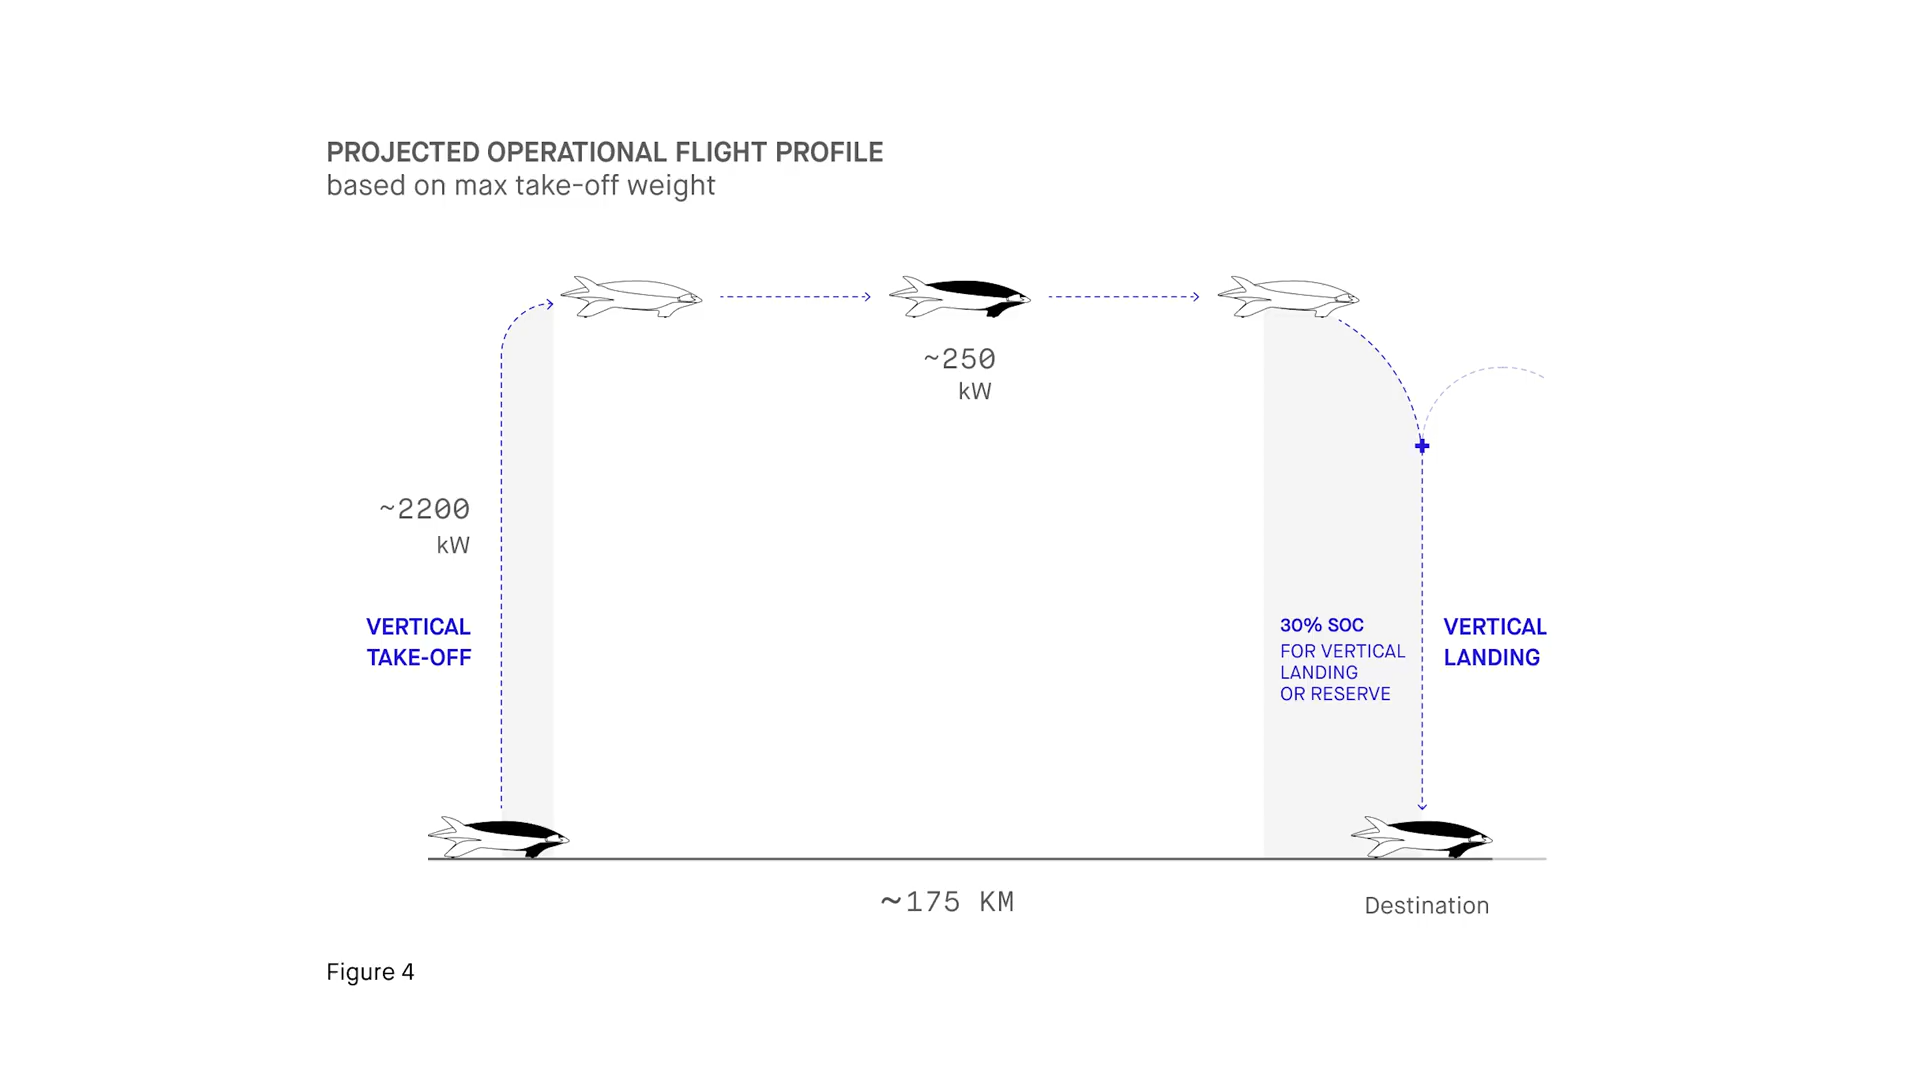 PROJECTED OPERATIONAL FLIGHT PROFILE
based on max take-off weight
~250
kW
~2200
kW
VERTICAL
TAKE-OFF
30% SOC
FOR VERTICAL
LANDING
OR RESERVE
VERTICAL
LANDING
~175 KM
Destination
Figure 4